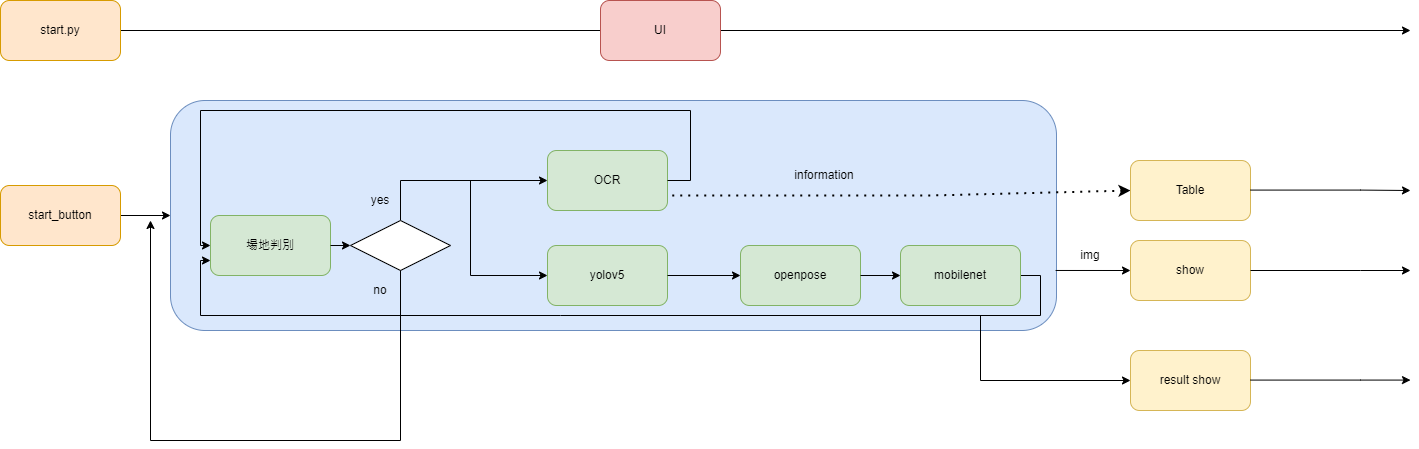 start.py
UI
start_button
場地判別
yes
no
OCR
information
Table
yolov5
openpose
mobilenet
img
show
result show